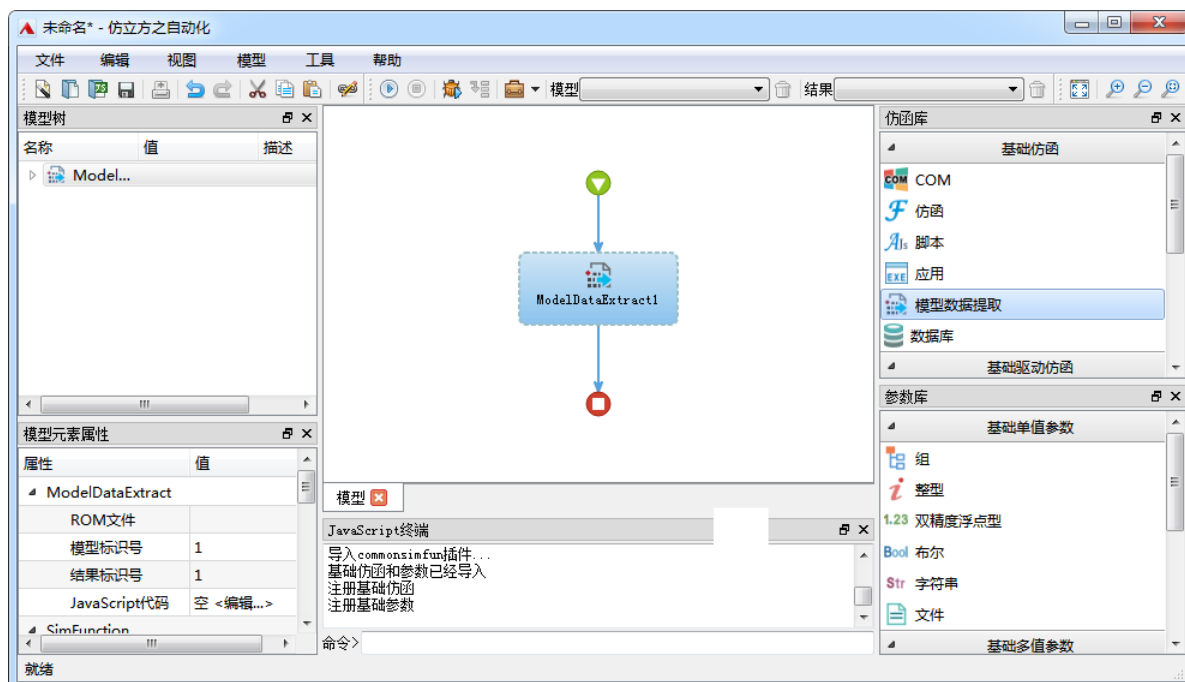 未命名* - 仿立方之自动化
文件 编辑 视图 模型 工具 帮助
模型 结果
模型树
名称 值 描述
Model...
模型元素属性
属性 值
ModelDataExtract
ROM文件
模型标识号 1
结果标识号 1
JavaScript代码 空 <编辑...>
SimFunction
ModelDataExtract1
模型
JavaScript终端
导入commonsimfun插件...
基础仿函和参数已经导入
注册基础仿函
注册基础参数
命令>
仿函库
基础仿函
COM COM
仿函
AJs 脚本
EXE 应用
模型数据提取
数据库
基础驱动仿函
参数库
基础单值参数
组
i 整型
1.23 双精度浮点型
Bool 布尔
Str 字符串
文件
基础多值参数
就绪